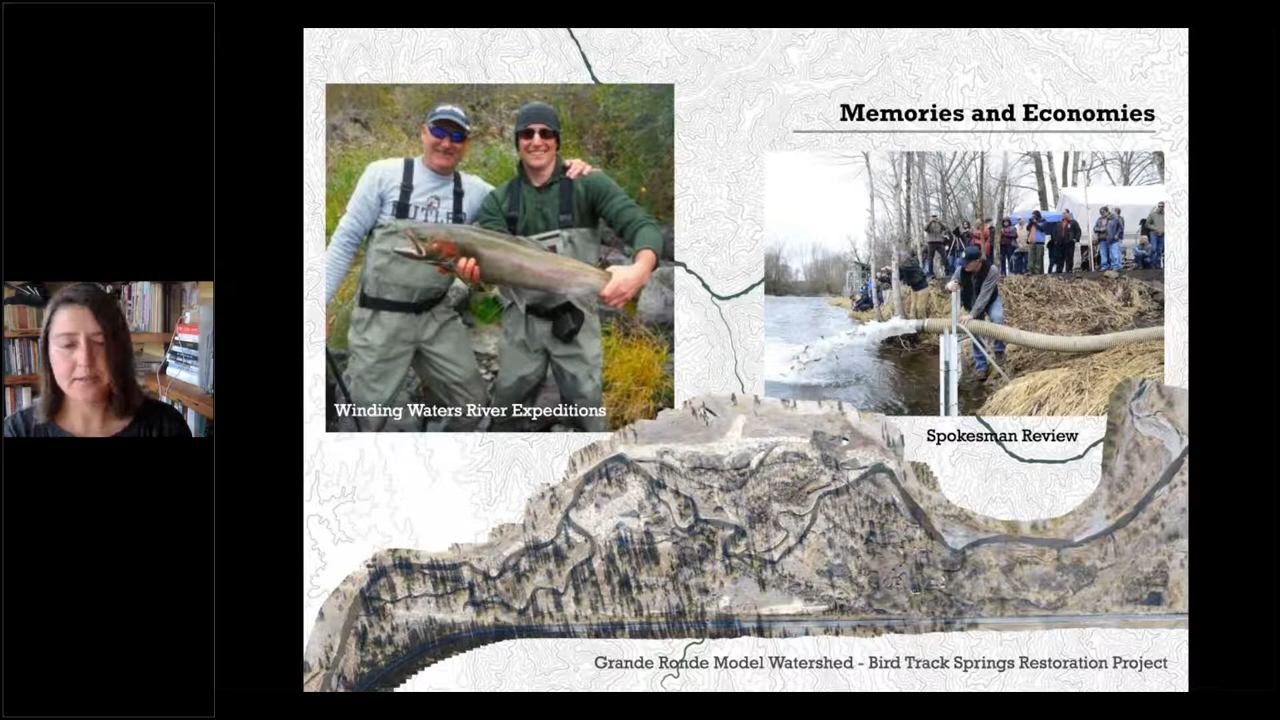 Memories and Economies
Winding Waters River Expeditions
Spokesman Review
Grande Ronde Model Watershed - Bird Track Springs Restoration Project